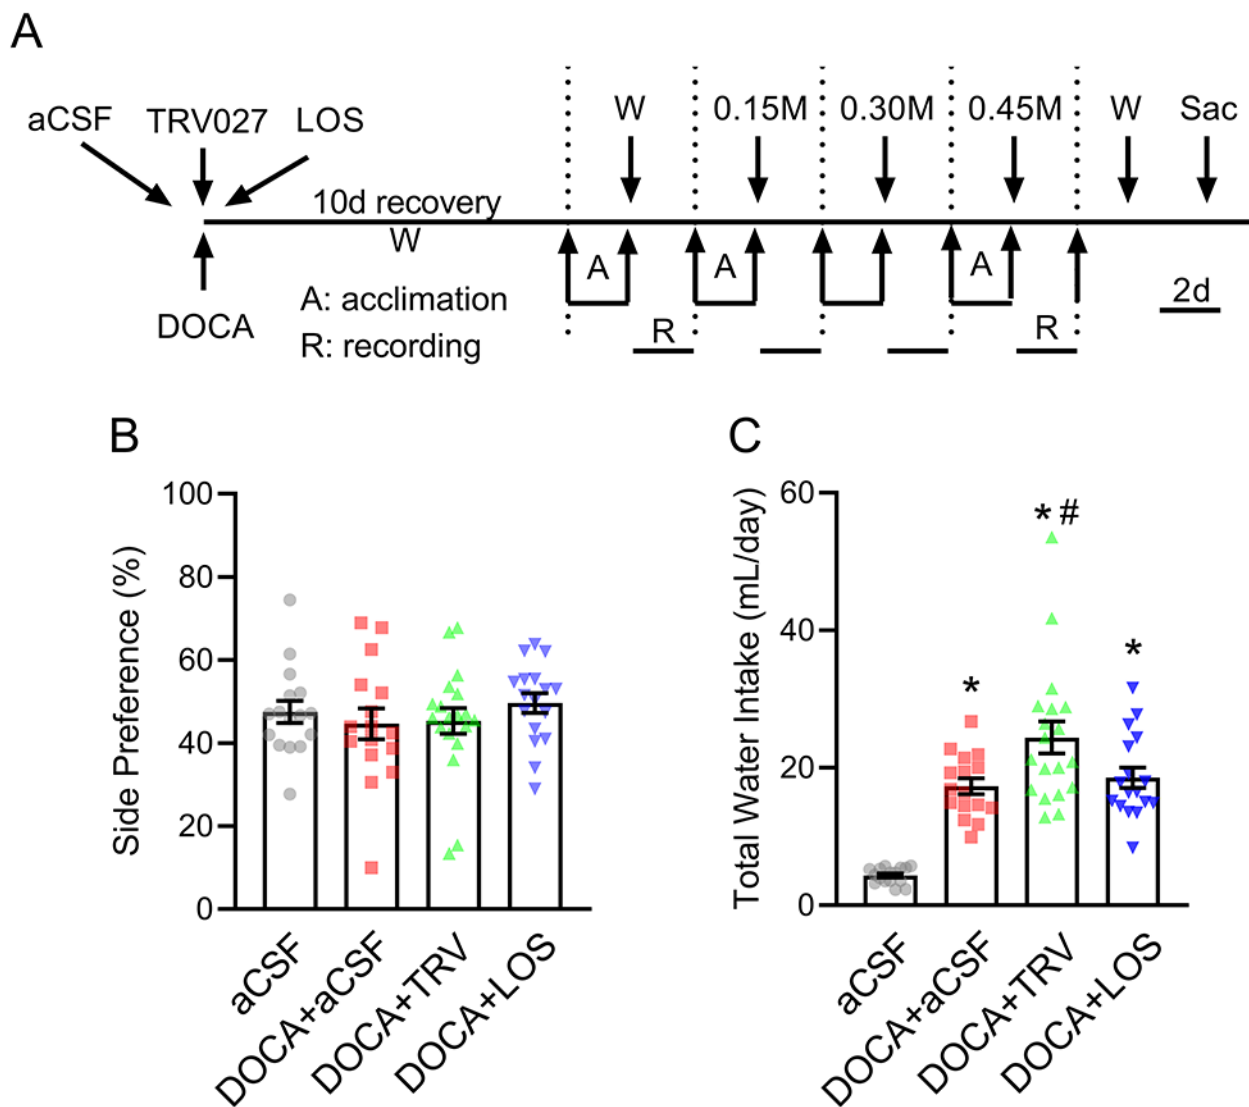 A
aCSF TRV027 LOS W 0.15M 0.30M 0.45M W Sac
10d recovery
W
A A A
2d
DOCA
A: acclimation
R: recording
R R
B
Side Preference (%)
100
80
60
40
20
0
aCSF
DOCA+aCSF
DOCA+TRV
DOCA+LOS
C
Total Water Intake (mL/day)
60
40
20
0
*
* #
*
aCSF
DOCA+aCSF
DOCA+TRV
DOCA+LOS